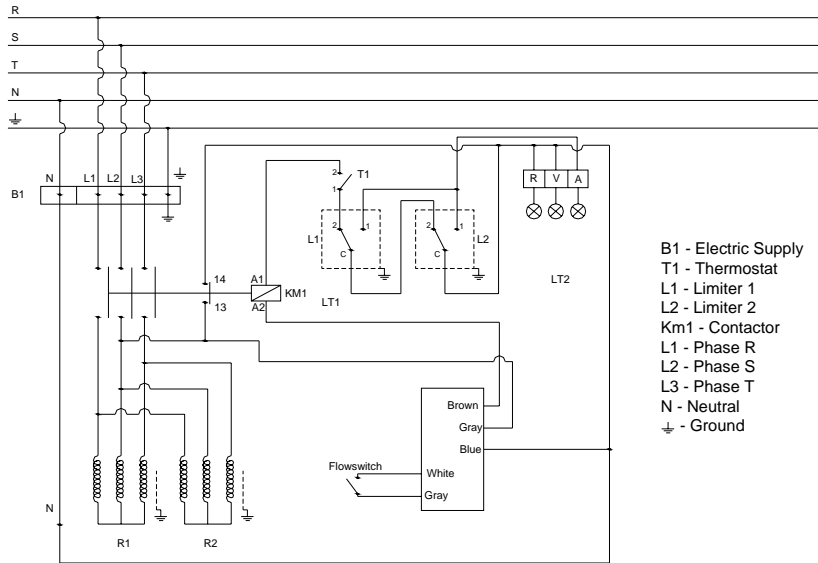 R
S
T
N
N L1 L2 L3
B1
2 T1
1
R V A
L1 2 1
C
2 1 L2
C
14
13
A1
KM1
A2
LT1
LT2
B1 - Electric Supply
T1 - Thermostat
L1 - Limiter 1
L2 - Limiter 2
Km1 - Contactor
L1 - Phase R
L2 - Phase S
L3 - Phase T
N - Neutral
⏚ - Ground
Brown
Gray
Blue
Flowswitch
White
Gray
N
R1 R2